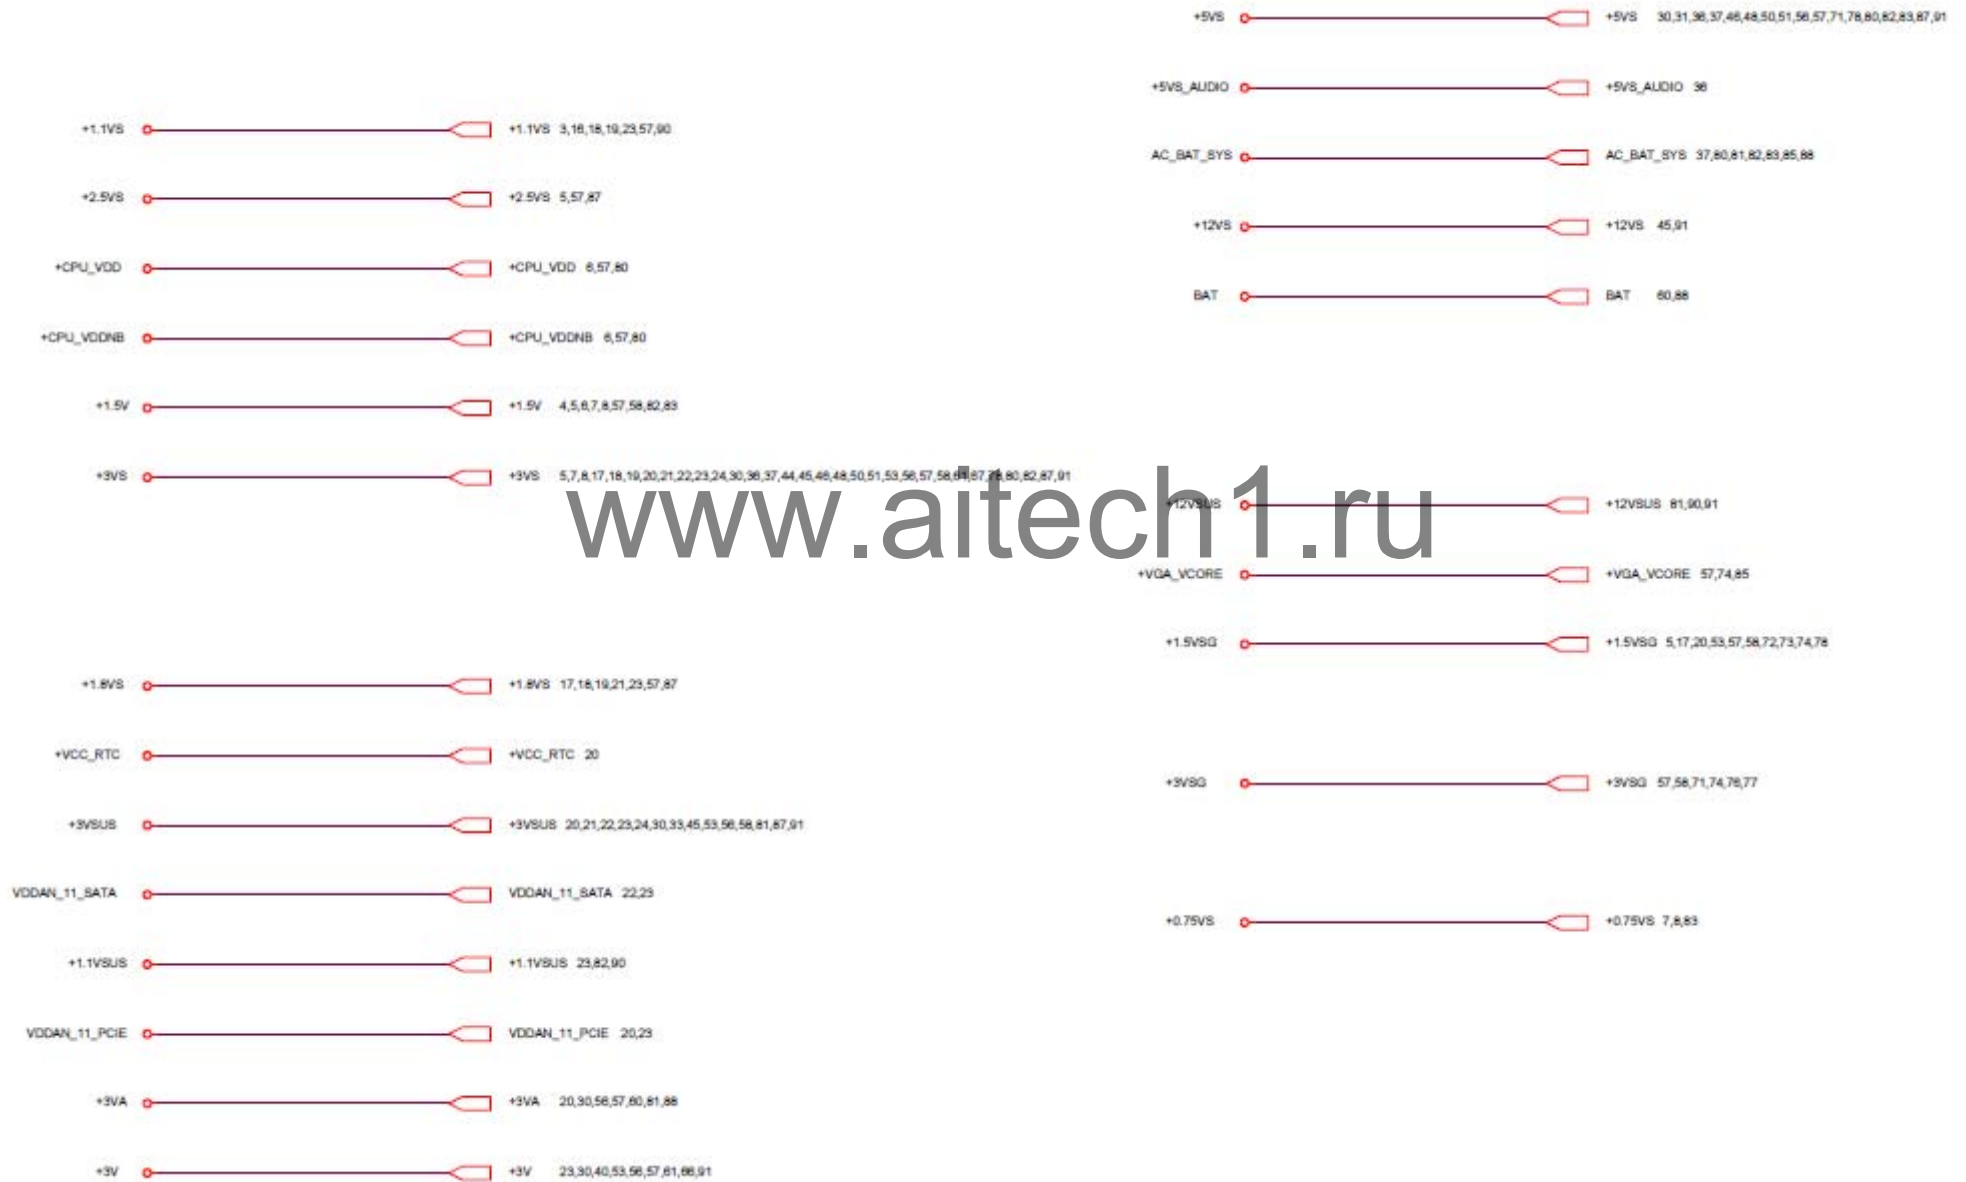 +1.1VS +1.1VS 3,16,18,19,23,57,90
+2.5VS +2.5VS 5,57,87
+CPU_VDD +CPU_VDD 6,57,80
+CPU_VDDNB +CPU_VDDNB 6,57,80
+1.5V +1.5V 4,5,6,7,8,57,58,82,83
+3VS +3VS 5,7,8,17,18,19,20,21,22,23,24,30,36,37,44,45,46,48,50,51,53,56,57,58,61,67,78,80,82,87,91
+1.8VS +1.8VS 17,18,19,21,23,57,87
+VCC_RTC +VCC_RTC 20
+3VSUS +3VSUS 20,21,22,23,24,30,33,45,53,56,58,81,87,91
VDDAN_11_SATA VDDAN_11_SATA 22,23
+1.1VSUS +1.1VSUS 23,82,90
VDDAN_11_PCIE VDDAN_11_PCIE 20,23
+3VA +3VA 20,30,56,57,60,81,88
+3V +3V 23,30,40,53,56,57,61,66,91
+5VS +5VS 30,31,36,37,46,48,50,51,56,57,71,78,80,82,83,87,91
+5VS_AUDIO +5VS_AUDIO 36
AC_BAT_SYS AC_BAT_SYS 37,80,81,82,83,85,88
+12VS +12VS 45,91
BAT BAT 60,88
+12VSUS +12VSUS 81,90,91
+VGA_VCORE +VGA_VCORE 57,74,85
+1.5VSG +1.5VSG 5,17,20,53,57,58,72,73,74,78
+3VSG +3VSG 57,58,71,74,76,77
+0.75VS +0.75VS 7,8,83
www.aitech1.ru